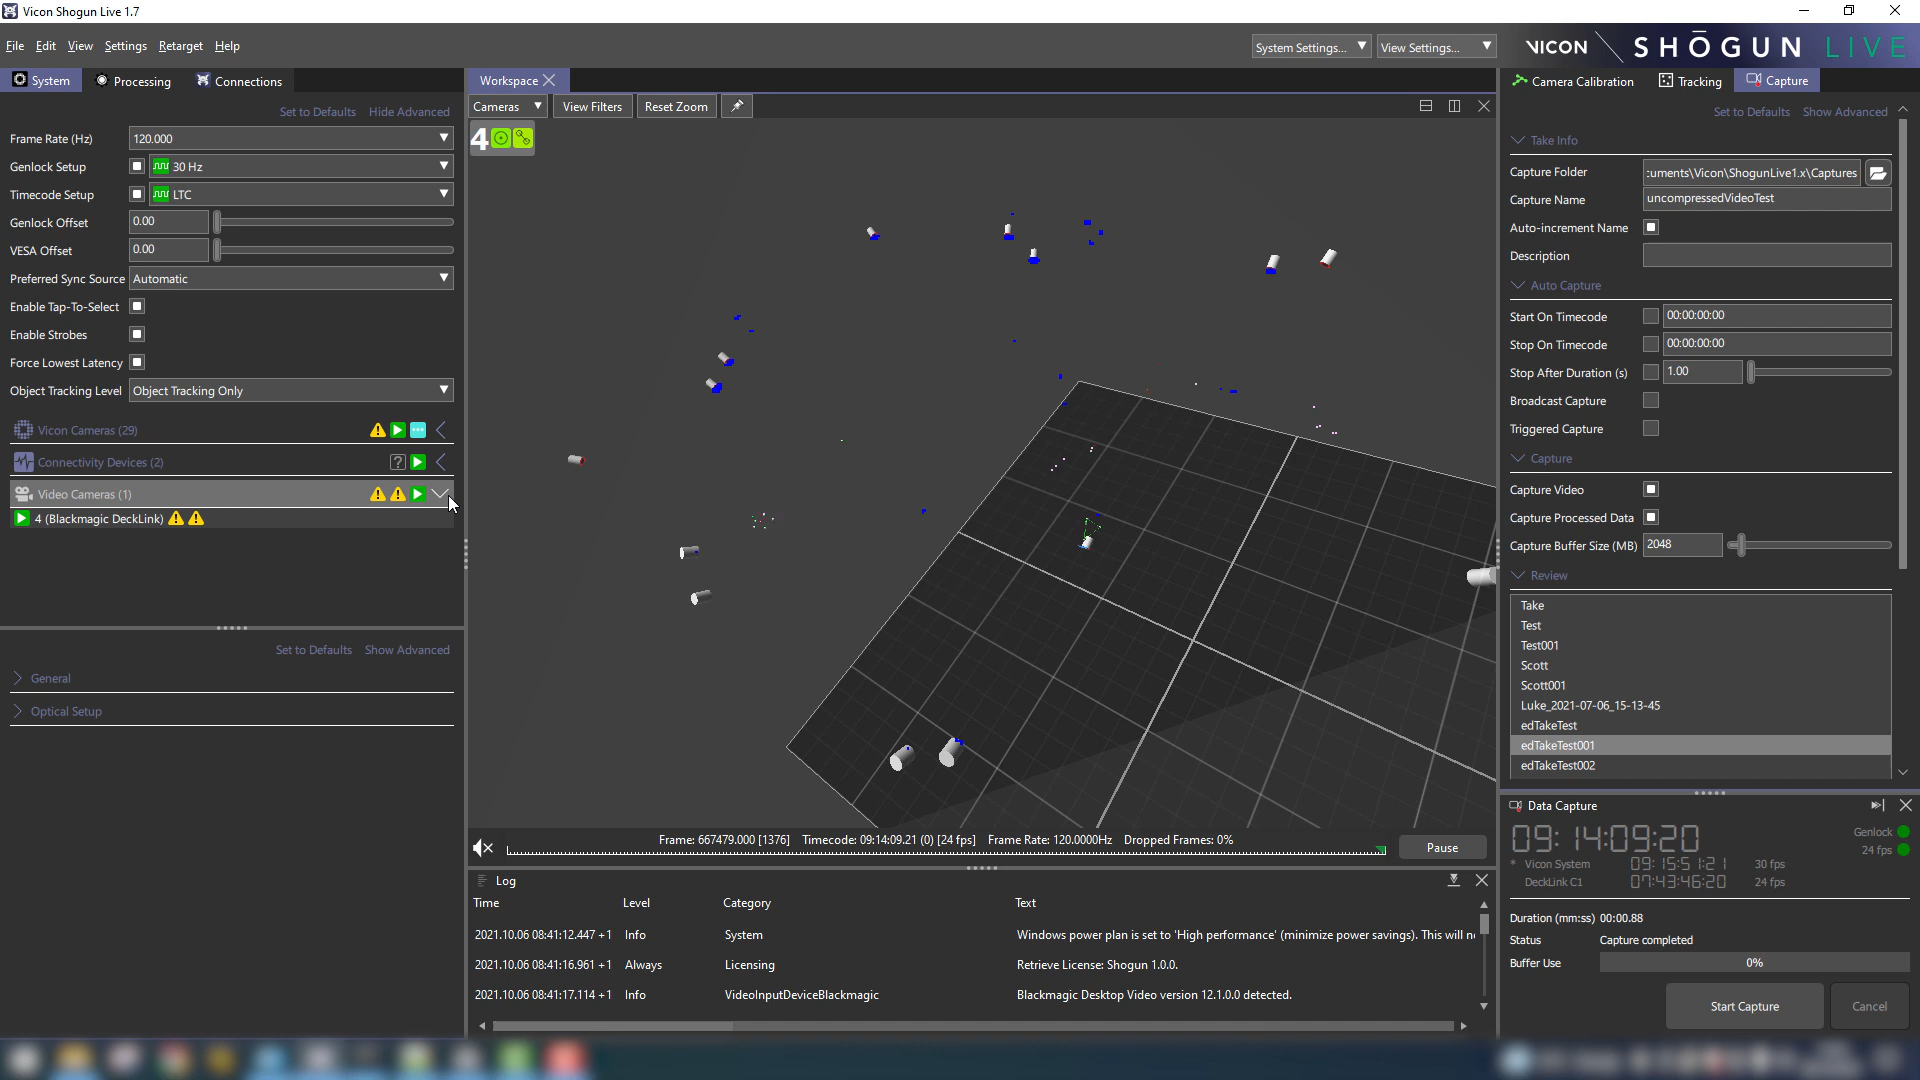 Vicon Shogun Live 1.7
File Edit View Settings Retarget Help
System Settings... View Settings...
VICON SHŌGUN LIVE
System Processing Connections
Set to Defaults Hide Advanced
Frame Rate (Hz) 120.000
Genlock Setup 30 Hz
Timecode Setup LTC
Genlock Offset 0.00
VESA Offset 0.00
Preferred Sync Source Automatic
Enable Tap-To-Select
Enable Strobes
Force Lowest Latency
Object Tracking Level Object Tracking Only
Vicon Cameras (29)
Connectivity Devices (2)
Video Cameras (1)
4 (Blackmagic DeckLink)
Set to Defaults Show Advanced
General
Optical Setup
Workspace
Cameras View Filters Reset Zoom
4
Frame: 667479.000 [1376] Timecode: 09:14:09.21 (0) [24 fps] Frame Rate: 120.0000Hz Dropped Frames: 0%
Pause
Log
Time Level Category Text
2021.10.06 08:41:12.447 +1 Info System Windows power plan is set to 'High performance' (minimize power savings). This will n
2021.10.06 08:41:16.961 +1 Always Licensing Retrieve License: Shogun 1.0.0.
2021.10.06 08:41:17.114 +1 Info VideoInputDeviceBlackmagic Blackmagic Desktop Video version 12.1.0.0 detected.
Camera Calibration Tracking Capture
Set to Defaults Show Advanced
Take Info
Capture Folder :uments\Vicon\ShogunLive1.x\Captures
Capture Name uncompressedVideoTest
Auto-increment Name
Description
Auto Capture
Start On Timecode 00:00:00:00
Stop On Timecode 00:00:00:00
Stop After Duration (s) 1.00
Broadcast Capture
Triggered Capture
Capture
Capture Video
Capture Processed Data
Capture Buffer Size (MB) 2048
Review
Take
Test
Test001
Scott
Scott001
Luke_2021-07-06_15-13-45
edTakeTest
edTakeTest001
edTakeTest002
Data Capture
09:14:09:20 Genlock
24 fps
* Vicon System 09:15:51:21 30 fps
DeckLink C1 07:43:46:20 24 fps
Duration (mm:ss) 00:00.88
Status Capture completed
Buffer Use 0%
Start Capture Cancel